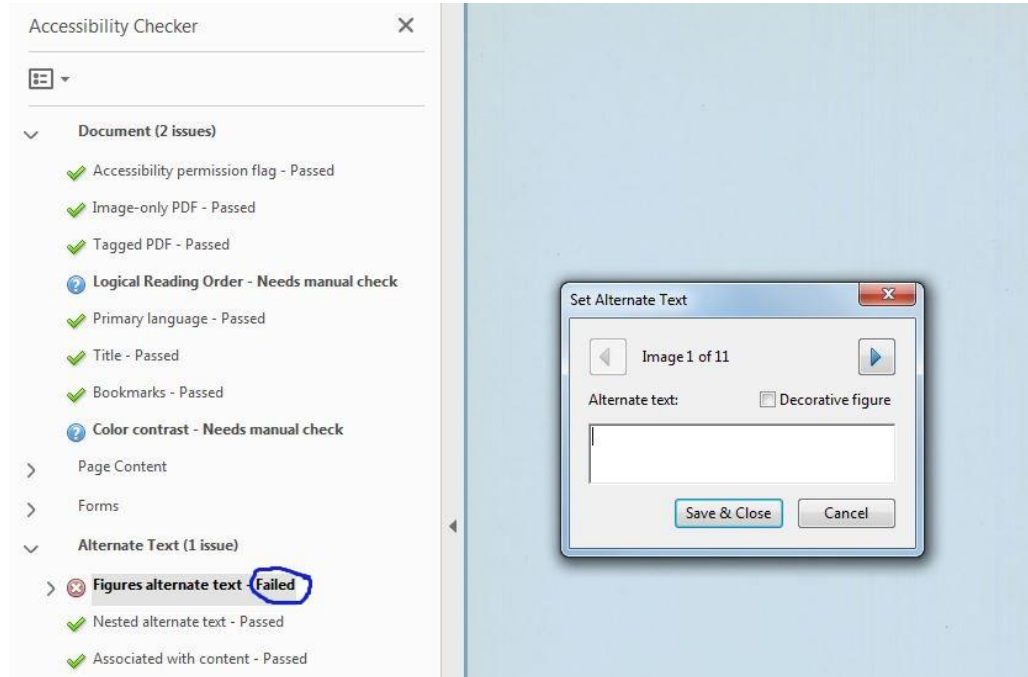 Accessibility Checker
Document (2 issues)
Accessibility permission flag - Passed
Image-only PDF - Passed
Tagged PDF - Passed
Logical Reading Order - Needs manual check
Primary language - Passed
Title - Passed
Bookmarks - Passed
Color contrast - Needs manual check
Page Content
Forms
Alternate Text (1 issue)
Figures alternate text - Failed
Nested alternate text - Passed
Associated with content - Passed
Set Alternate Text
Image 1 of 11
Alternate text: Decorative figure
Save & Close Cancel